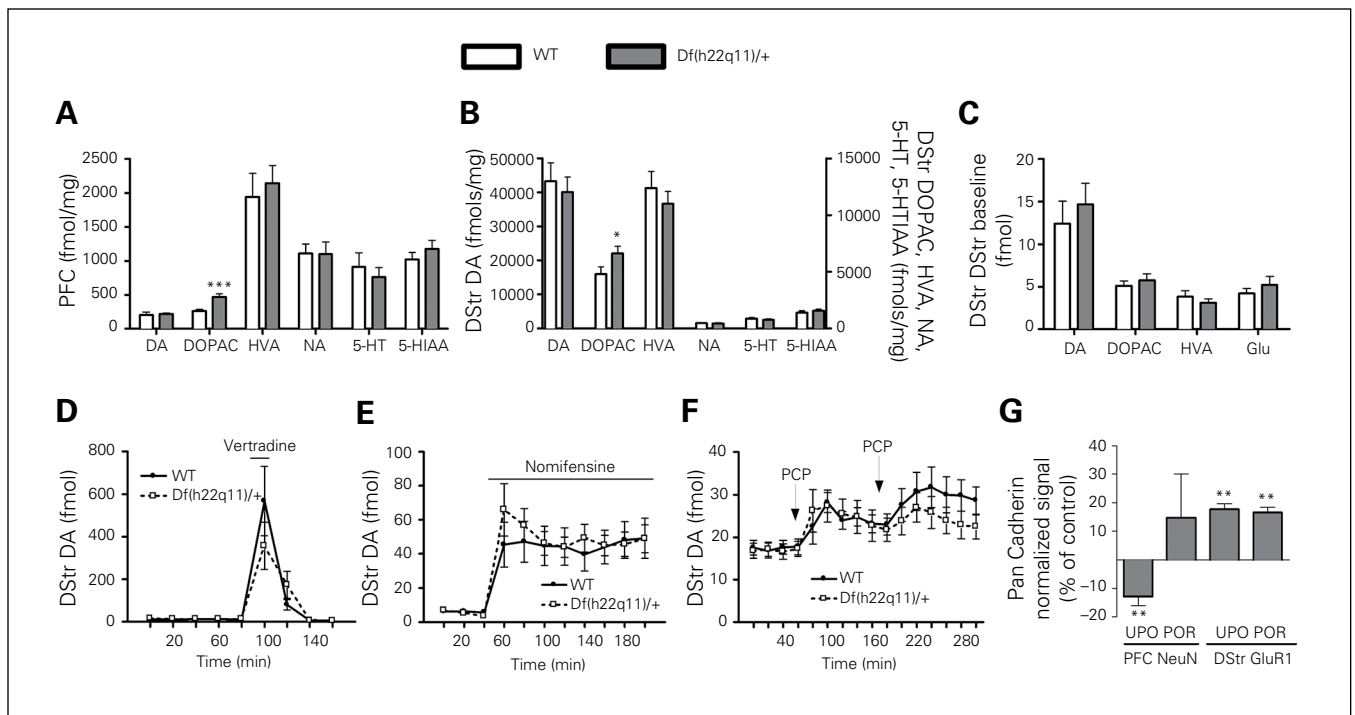 WT
Df(h22q11)/+
A
PFC (fmol/mg)
2500
2000
1500
1000
500
0
***
DA DOPAC HVA NA 5-HT 5-HIAA
B
DStr DA (fmols/mg)
50000
40000
30000
20000
10000
0
*
DA DOPAC HVA NA 5-HT 5-HIAA
15000
10000
5000
0
DStr DOPAC, HVA, NA,
5-HT, 5-HTIAA (fmols/mg)
C
DStr DStr baseline
(fmol)
20
15
10
5
0
DA DOPAC HVA Glu
D
DStr DA (fmol)
800
600
400
200
0
Vertradine
WT
Df(h22q11)/+
20 60 100 140
Time (min)
E
DStr DA (fmol)
100
80
60
40
20
0
Nomifensine
WT
Df(h22q11)/+
20 60 100 140 180
Time (min)
F
DStr DA (fmol)
40
30
20
10
0
PCP
PCP
WT
Df(h22q11)/+
40 100 160 220 280
Time (min)
G
Pan Cadherin
normalized signal
(% of control)
40
30
20
10
−10
−20
**
**
**
UPO POR UPO POR
PFC NeuN DStr GluR1